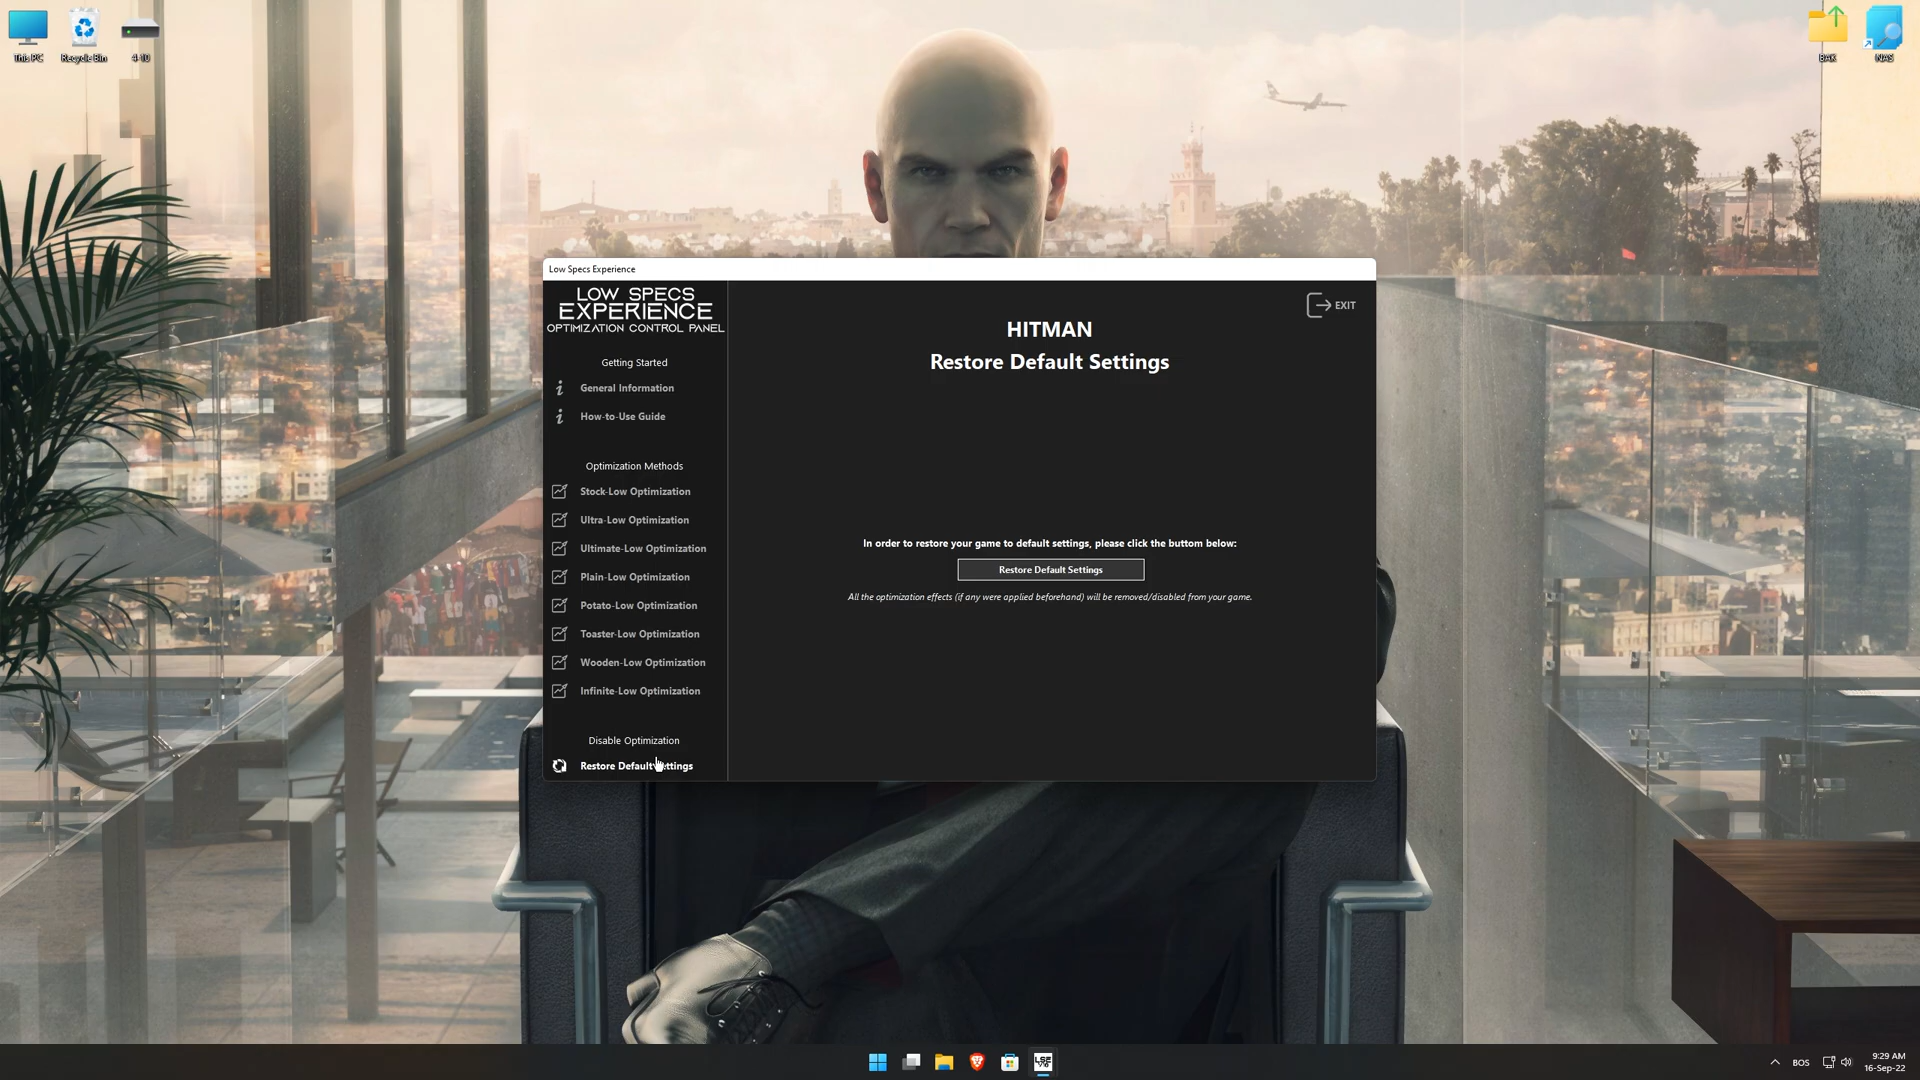 This PC
Recycle Bin
4-10
BAK
NAS
Low Specs Experience
LOW SPECS
EXPERIENCE
OPTIMIZATION CONTROL PANEL
Getting Started
General Information
How-to-Use Guide
Optimization Methods
Stock-Low Optimization
Ultra-Low Optimization
Ultimate-Low Optimization
Plain-Low Optimization
Potato-Low Optimization
Toaster-Low Optimization
Wooden-Low Optimization
Infinite-Low Optimization
Disable Optimization
Restore Default Settings
EXIT
HITMAN
Restore Default Settings
In order to restore your game to default settings, please click the buttom below:
Restore Default Settings
All the optimization effects (if any were applied beforehand) will be removed/disabled from your game.
LSE
BOS
9:29 AM
16-Sep-22